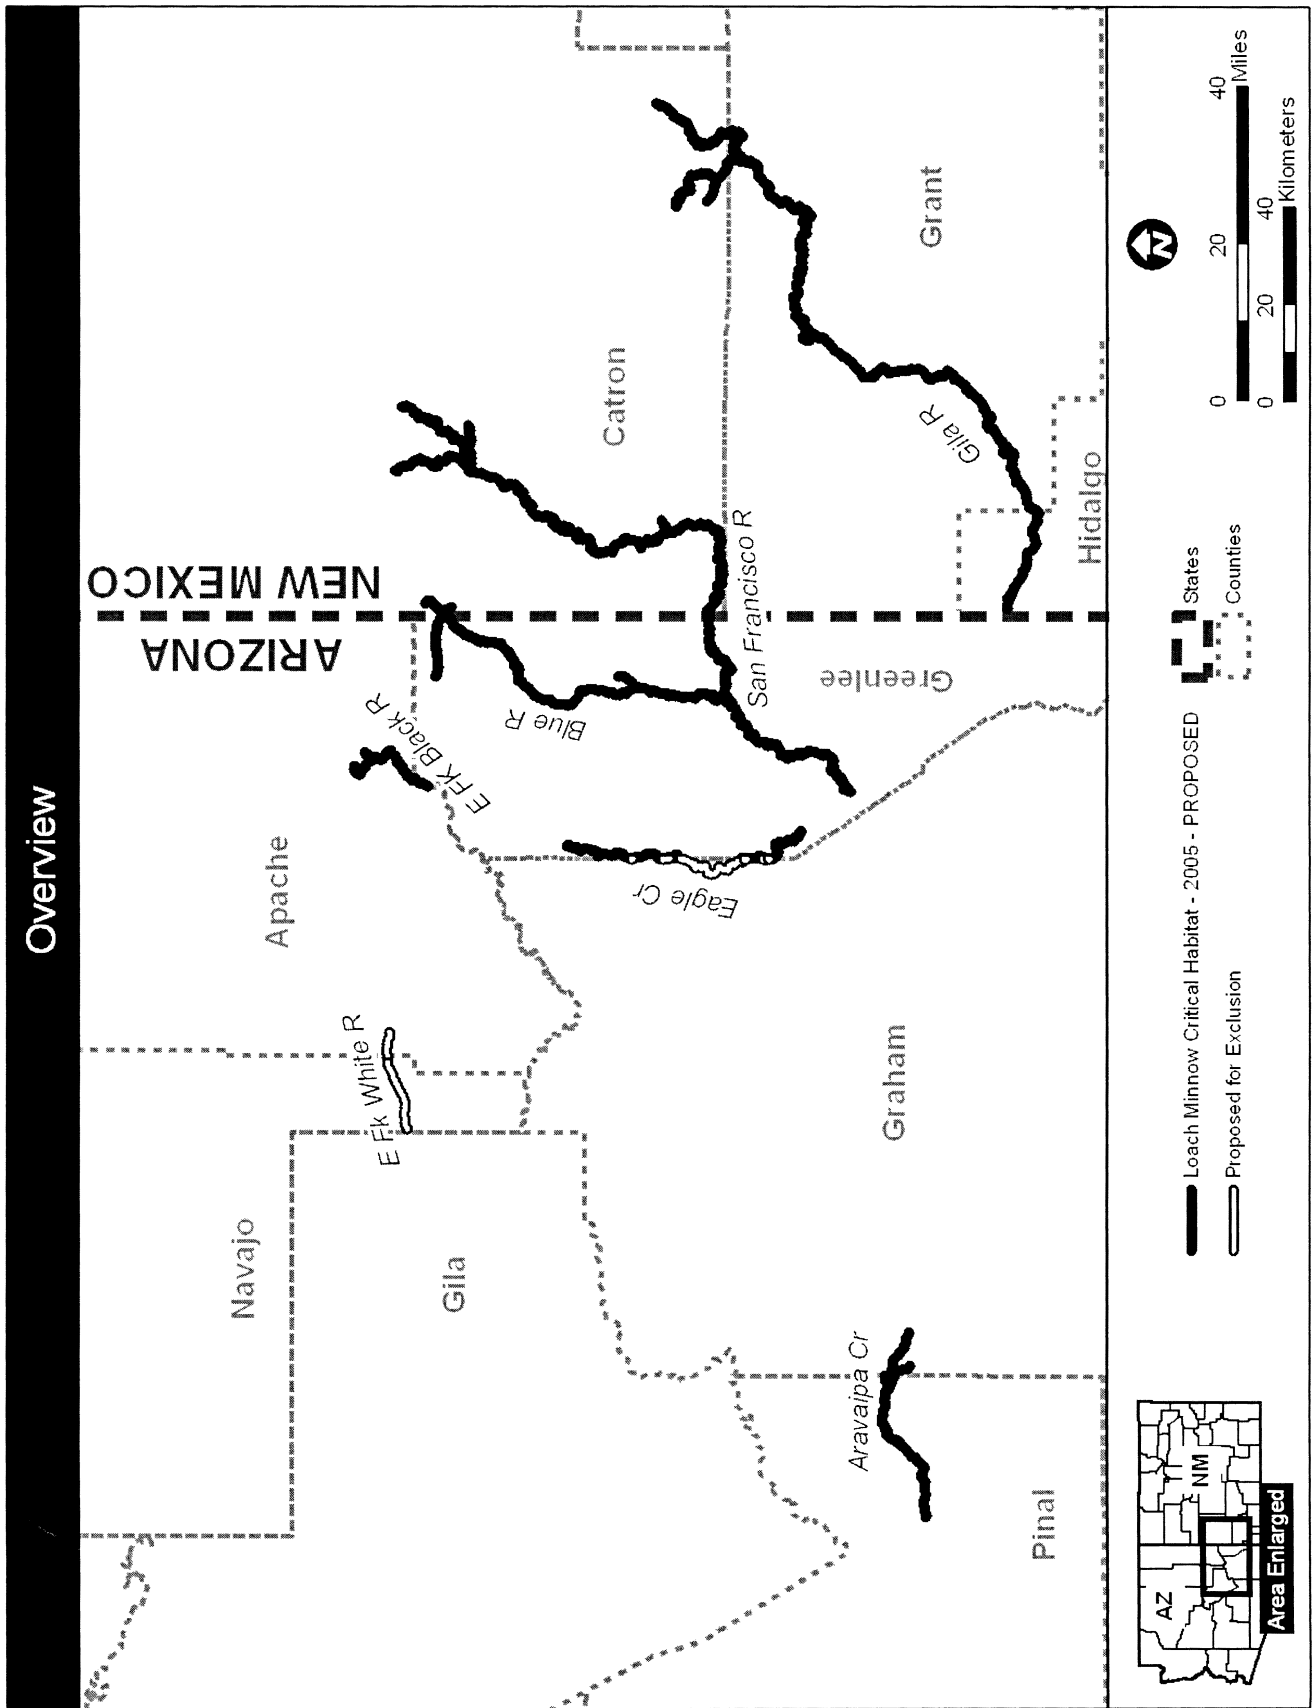 Overview
Navajo
Apache
ARIZONA
NEW MEXICO
E Fk White R
E Fk Black R
Gila
Blue R
Catron
Eagle Cr
San Francisco R
Graham
Greenlee
Grant
Gila R
Aravaipa Cr
Pinal
Hidalgo
AZ
NM
Area Enlarged
Loach Minnow Critical Habitat - 2005 - PROPOSED
Proposed for Exclusion
States
Counties
N
0 20 40
Miles
0 20 40
Kilometers